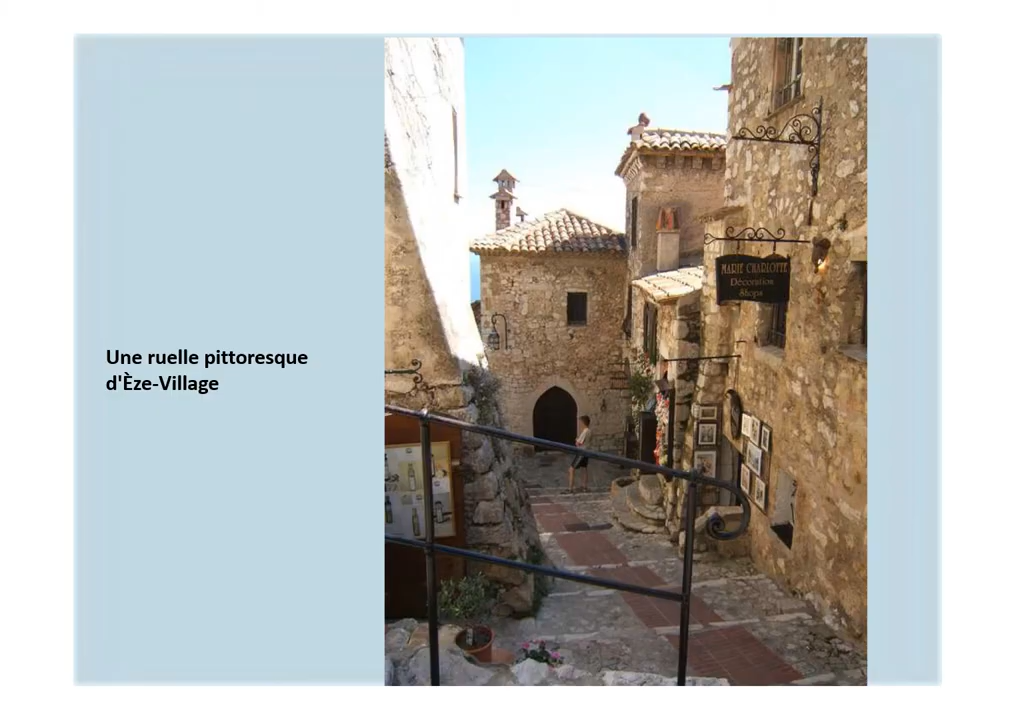 Une ruelle pittoresque
d'Èze-Village
MARIE CHARLOTTE
Décoration
Shops